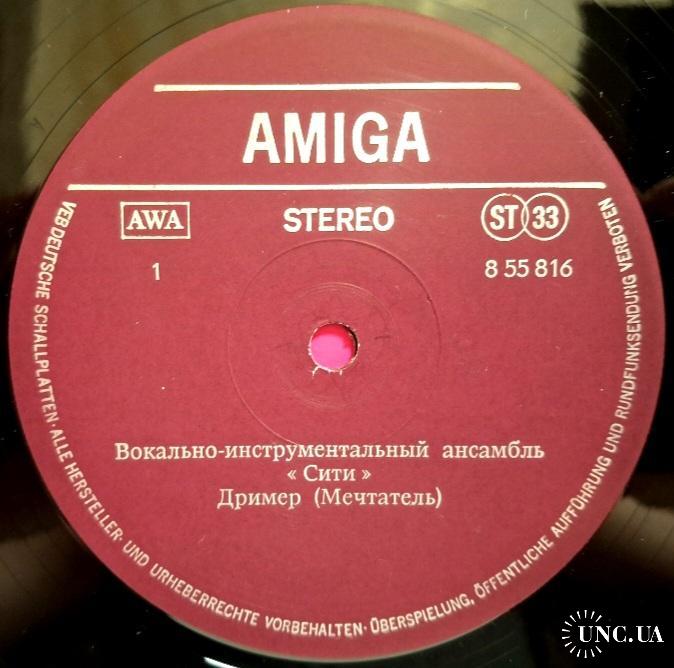 AMIGA
AWA STEREO ST 33
1 8 55 816
Вокально-инструментальный ансамбль
« Сити »
Дример (Мечтатель)
VEB DEUTSCHE SCHALLPLATTEN · ALLE HERSTELLER- UND URHEBERRECHTE VORBEHALTEN · ÜBERSPIELUNG, ÖFFENTLICHE AUFFÜHRUNG UND RUNDFUNKSENDUNG VERBOTEN
UNC.UA